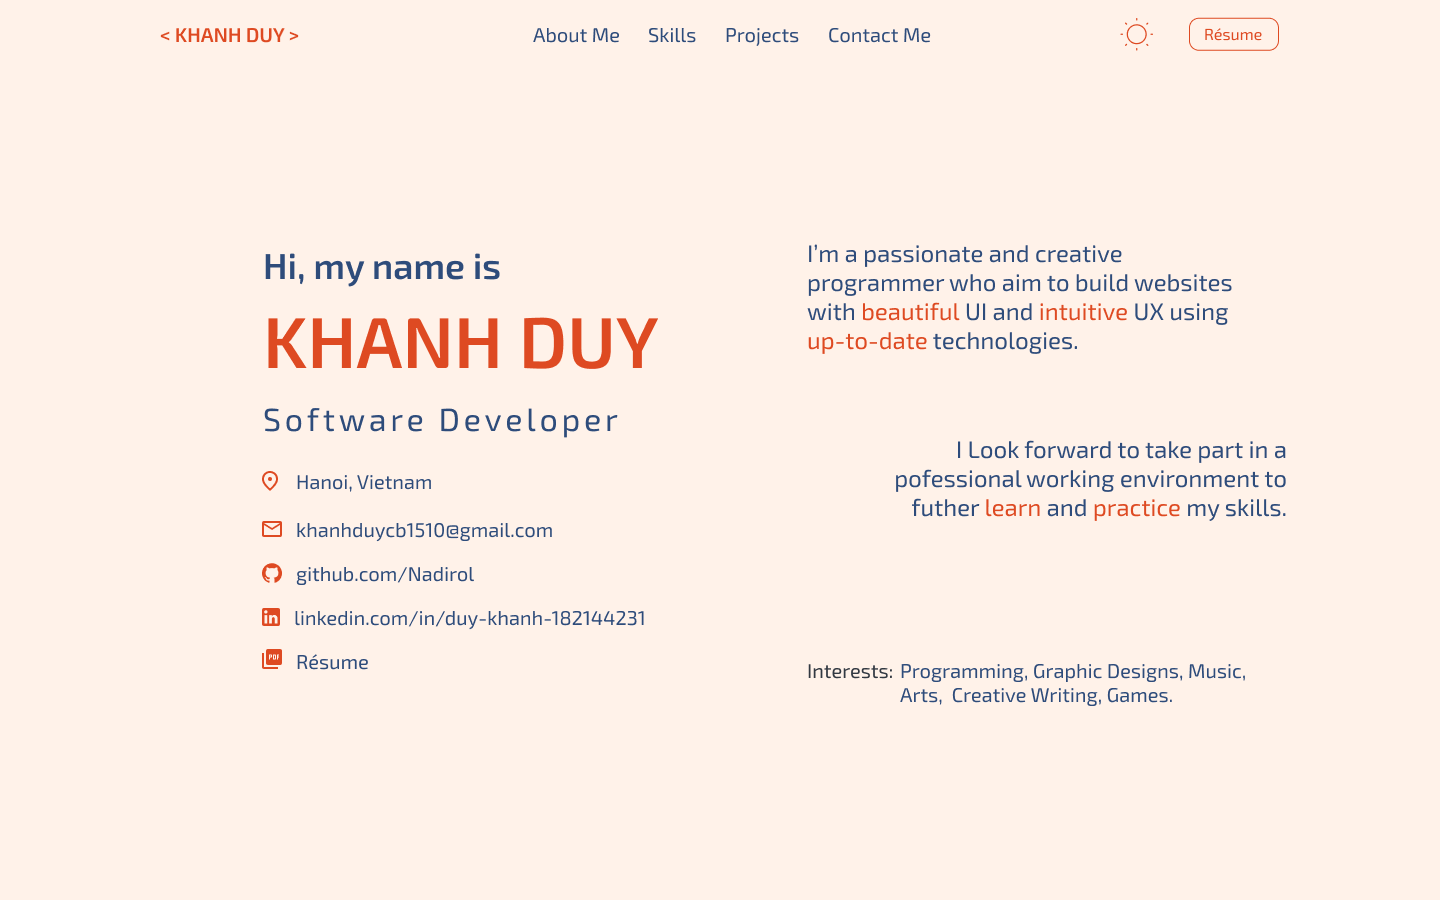 < KHANH DUY >
About Me
Skills
Projects
Contact Me
Résume
Hi, my name is
KHANH DUY
Software Developer
Hanoi, Vietnam
khanhduycb1510@gmail.com
github.com/Nadirol
linkedin.com/in/duy-khanh-182144231
PDF
Résume
I’m a passionate and creative
programmer who aim to build websites
with beautiful UI and intuitive UX using
up-to-date technologies.
I Look forward to take part in a
pofessional working environment to
futher learn and practice my skills.
Interests: Programming, Graphic Designs, Music,
Arts, Creative Writing, Games.